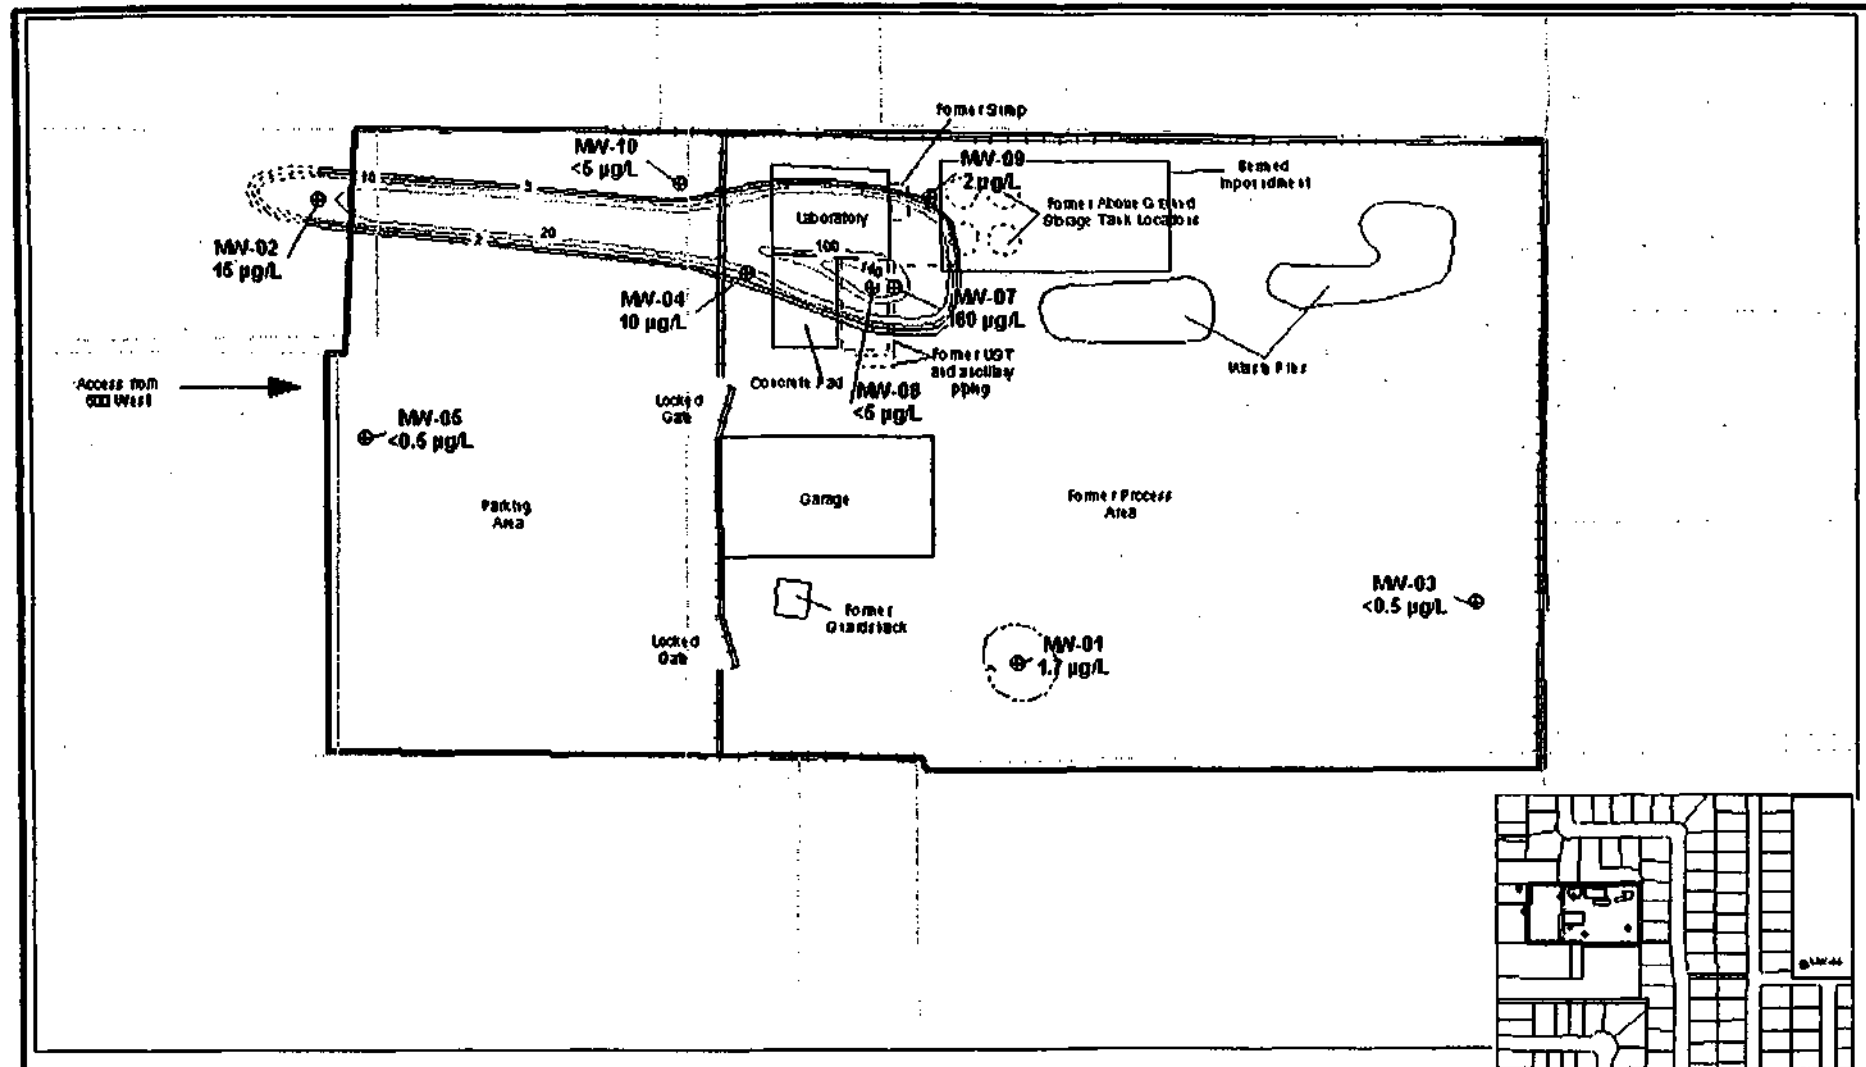 Former Sump
MW-10
<5 µg/L
MW-09
2 µg/L
Bermed
Impoundment
10
5
Former Above Ground
Storage Tank Locations
Laboratory
MW-02
15 µg/L
2
20
100
MW-04
10 µg/L
MW-07
160 µg/L
Access from
600 West
Concrete Pad
Former UST
and ancillary
piping
Waste Piles
MW-08
<5 µg/L
Locked
Gate
MW-05
<0.5 µg/L
Parking
Area
Garage
Former Process
Area
MW-03
<0.5 µg/L
Former
Guardshack
Locked
Gate
MW-01
1.7 µg/L